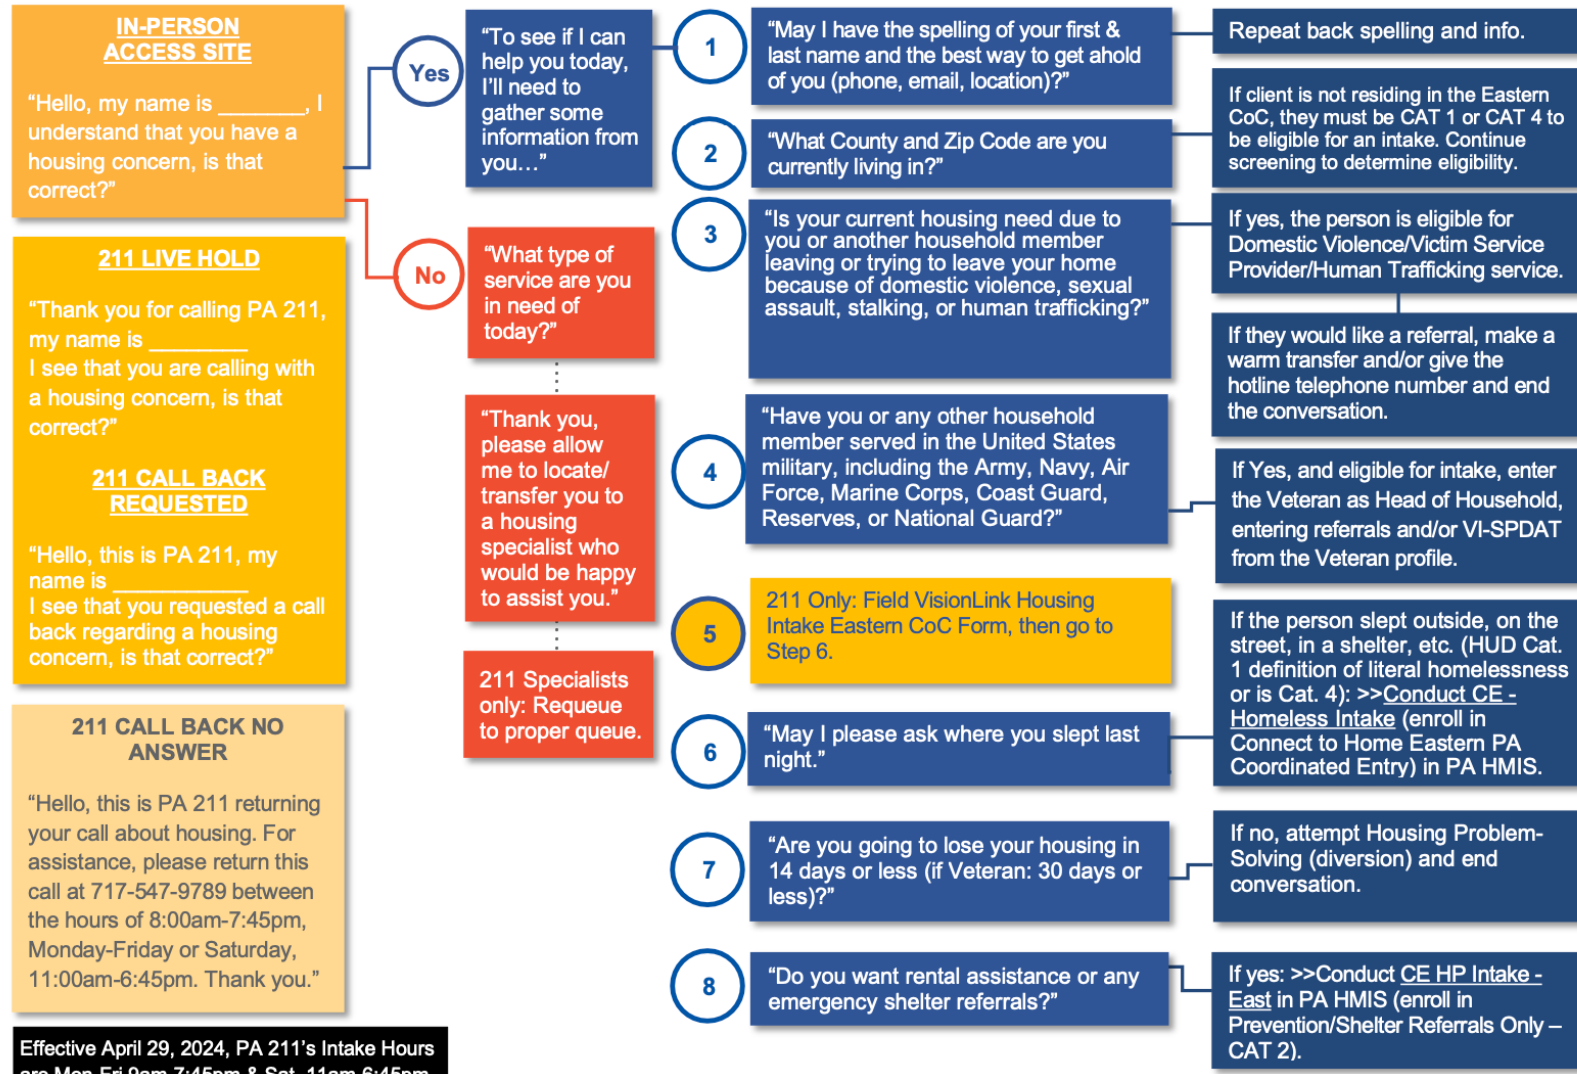 IN-PERSON
ACCESS SITE
“Hello, my name is _______, I
understand that you have a
housing concern, is that
correct?”
211 LIVE HOLD
“Thank you for calling PA 211,
my name is ________
I see that you are calling with
a housing concern, is that
correct?”
211 CALL BACK
REQUESTED
“Hello, this is PA 211, my
name is ___________
I see that you requested a call
back regarding a housing
concern, is that correct?”
211 CALL BACK NO
ANSWER
“Hello, this is PA 211 returning
your call about housing. For
assistance, please return this
call at 717-547-9789 between
the hours of 8:00am-7:45pm,
Monday-Friday or Saturday,
11:00am-6:45pm. Thank you.”
Effective April 29, 2024, PA 211’s Intake Hours
are Mon-Fri 9am-7:45pm & Sat. 11am-6:45pm
Yes
“To see if I can
help you today,
I’ll need to
gather some
information from
you…”
No
“What type of
service are you
in need of
today?”
“Thank you,
please allow
me to locate/
transfer you to
a housing
specialist who
would be happy
to assist you.”
211 Specialists
only: Requeue
to proper queue.
1
“May I have the spelling of your first &
last name and the best way to get ahold
of you (phone, email, location)?”
Repeat back spelling and info.
2
“What County and Zip Code are you
currently living in?”
If client is not residing in the Eastern
CoC, they must be CAT 1 or CAT 4 to
be eligible for an intake. Continue
screening to determine eligibility.
3
“Is your current housing need due to
you or another household member
leaving or trying to leave your home
because of domestic violence, sexual
assault, stalking, or human trafficking?”
If yes, the person is eligible for
Domestic Violence/Victim Service
Provider/Human Trafficking service.
If they would like a referral, make a
warm transfer and/or give the
hotline telephone number and end
the conversation.
4
“Have you or any other household
member served in the United States
military, including the Army, Navy, Air
Force, Marine Corps, Coast Guard,
Reserves, or National Guard?”
If Yes, and eligible for intake, enter
the Veteran as Head of Household,
entering referrals and/or VI-SPDAT
from the Veteran profile.
5
211 Only: Field VisionLink Housing
Intake Eastern CoC Form, then go to
Step 6.
6
“May I please ask where you slept last
night.”
If the person slept outside, on the
street, in a shelter, etc. (HUD Cat.
1 definition of literal homelessness
or is Cat. 4): >>Conduct CE -
Homeless Intake (enroll in
Connect to Home Eastern PA
Coordinated Entry) in PA HMIS.
7
“Are you going to lose your housing in
14 days or less (if Veteran: 30 days or
less)?”
If no, attempt Housing Problem-
Solving (diversion) and end
conversation.
8
“Do you want rental assistance or any
emergency shelter referrals?”
If yes: >>Conduct CE HP Intake -
East in PA HMIS (enroll in
Prevention/Shelter Referrals Only –
CAT 2).